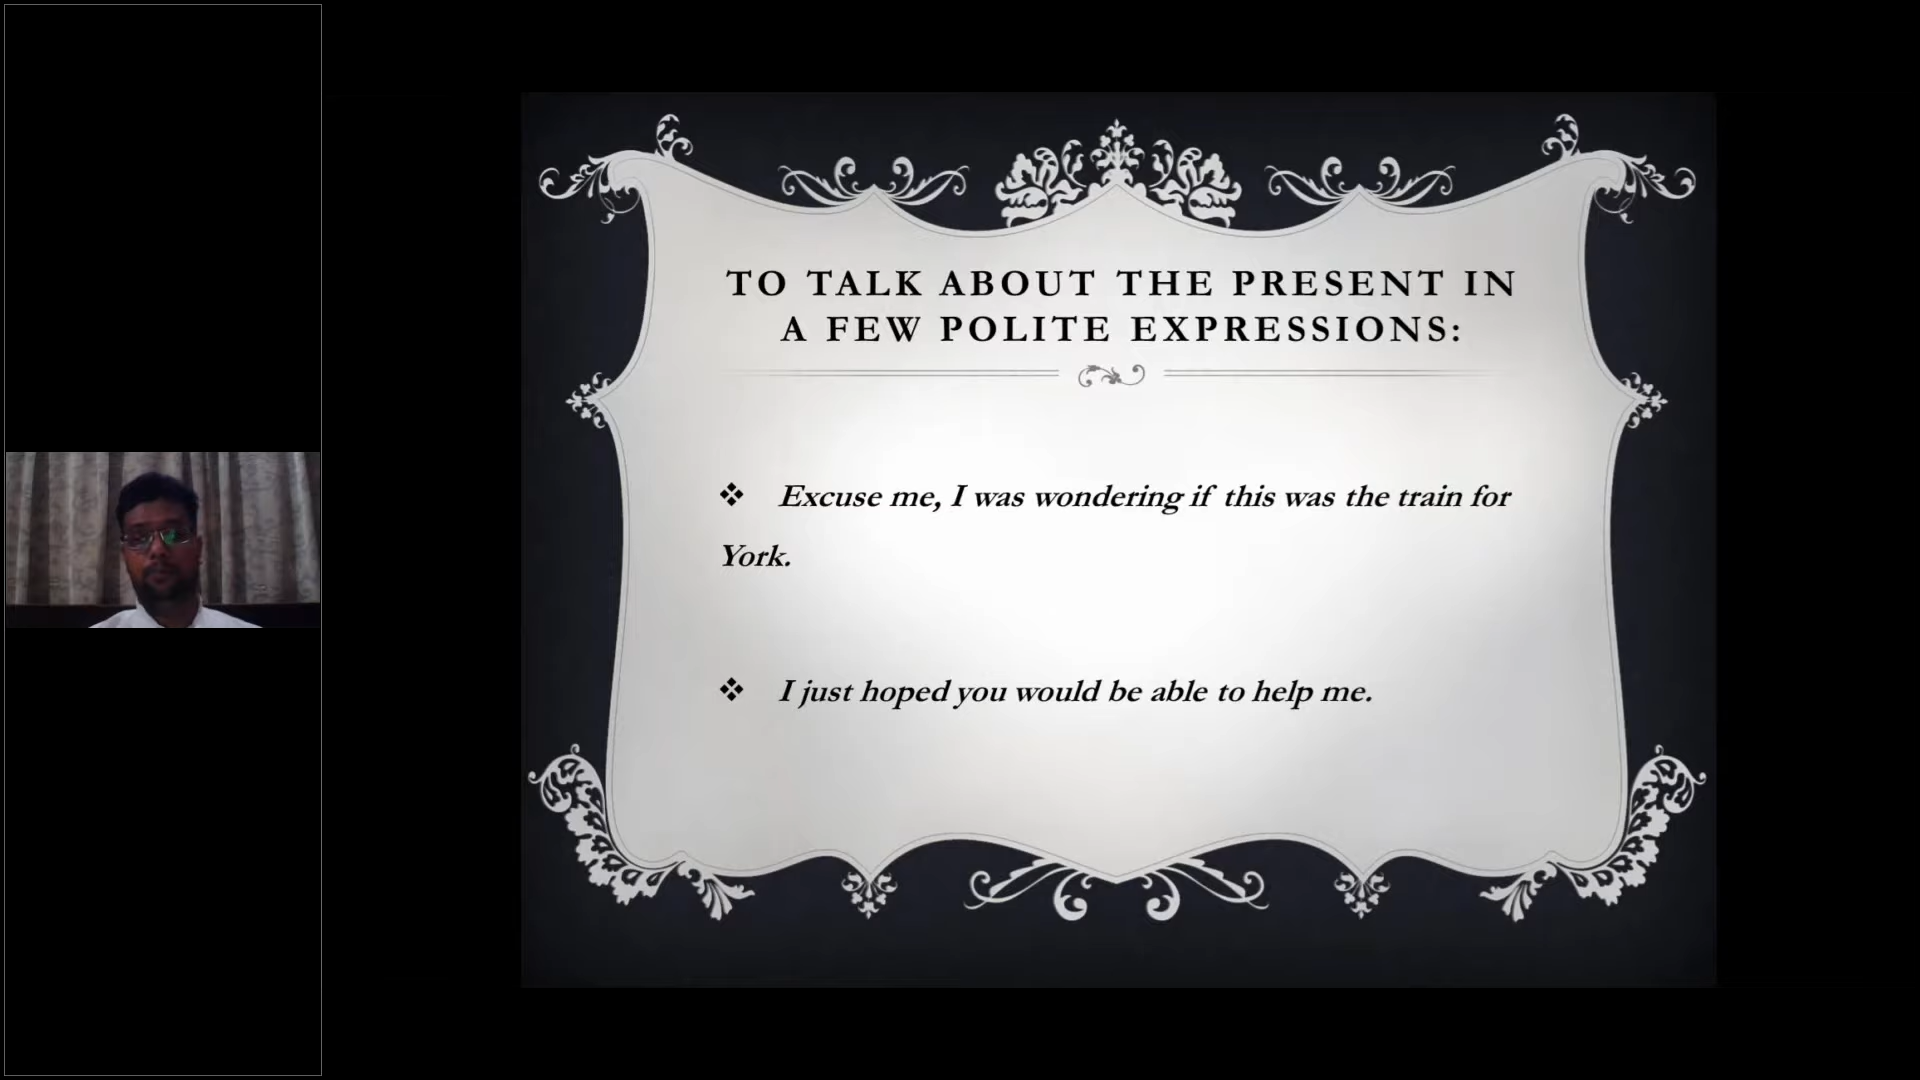 TO TALK ABOUT THE PRESENT IN
A FEW POLITE EXPRESSIONS:
❖ Excuse me, I was wondering if this was the train for
York.
❖ I just hoped you would be able to help me.